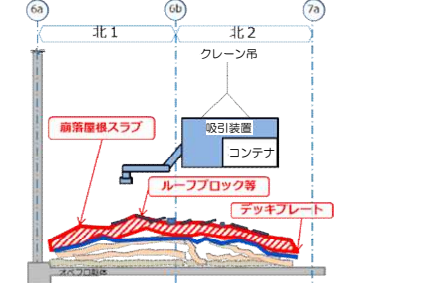 6a 6b 7a
北１ 北２
クレーン吊
吸引装置
コンテナ
崩落屋根スラブ
ルーフブロック等
デッキプレート
オペフロ躯体